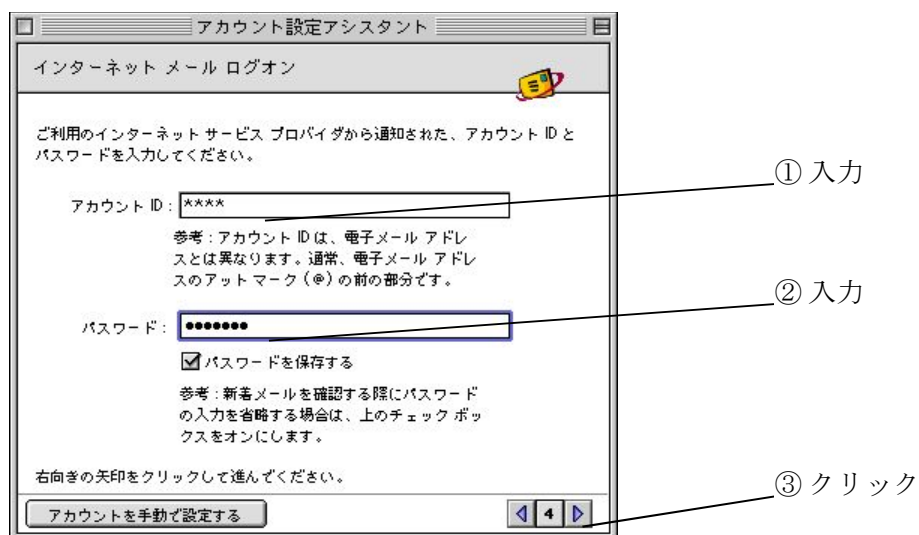 アカウント設定アシスタント
インターネット メール ログオン
ご利用のインターネット サービス プロバイダから通知された、アカウント ID と
パスワードを入力してください。
① 入力
アカウント ID : ****
参考 : アカウント ID は、電子メール アドレ
スとは異なります。通常、電子メール アドレ
スのアット マーク (@) の前の部分です。
② 入力
パスワード : •••••••
パスワードを保存する
参考 : 新着メールを確認する際にパスワード
の入力を省略する場合は、上のチェック ボッ
クスをオンにします。
右向きの矢印をクリックして進んでください。
③ クリック
アカウントを手動で設定する
4